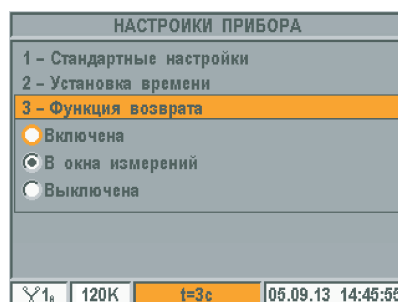 НАСТРОЙКИ ПРИБОРА
1 – Стандартные настройки
2 – Установка времени
3 – Функция возврата
Включена
В окна измерений
Выключена
120K t=3c 05.09.13 14:45:55